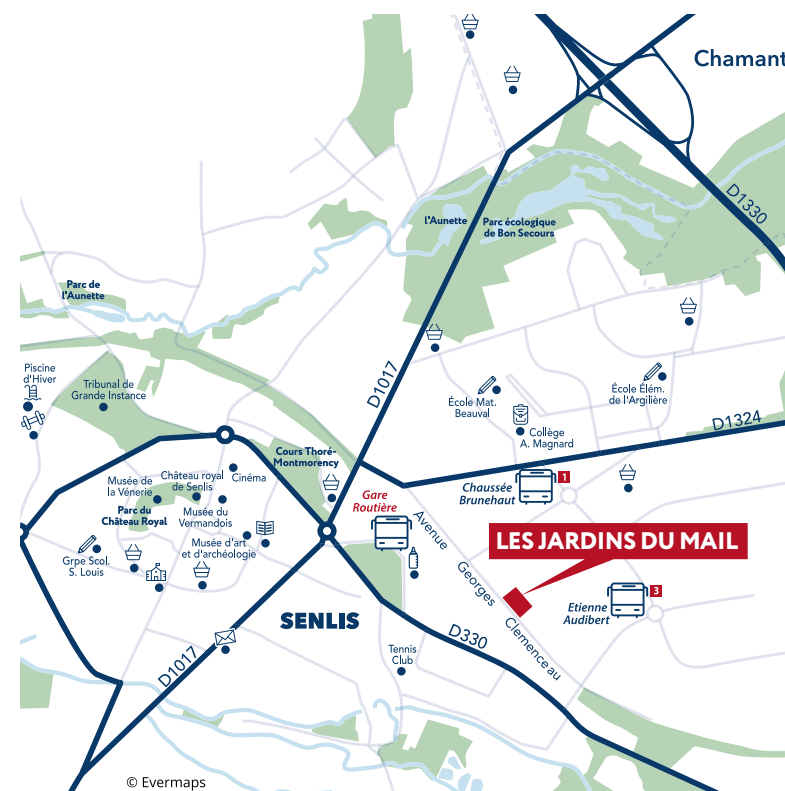 Chamant
D1330
l'Aunette
Parc écologique
de Bon Secours
Parc de
l'Aunette
D1017
Piscine
d'Hiver
Tribunal de
Grande Instance
École Mat.
Beauval
École Élém.
de l'Argilière
Collège
A. Magnard
D1324
Cours Thoré-
Montmorency
Cinéma
Château royal
de Senlis
Musée de
la Vénerie
Parc du
Château Royal
Musée du
Vermandois
Musée d'art
et d'archéologie
Grpe Scol.
S. Louis
Gare
Routière
Chaussée
Brunehaut
1
Avenue
Georges
Clemenceau
LES JARDINS DU MAIL
Etienne
Audibert
3
SENLIS
D330
Tennis
Club
D1017
© Evermaps